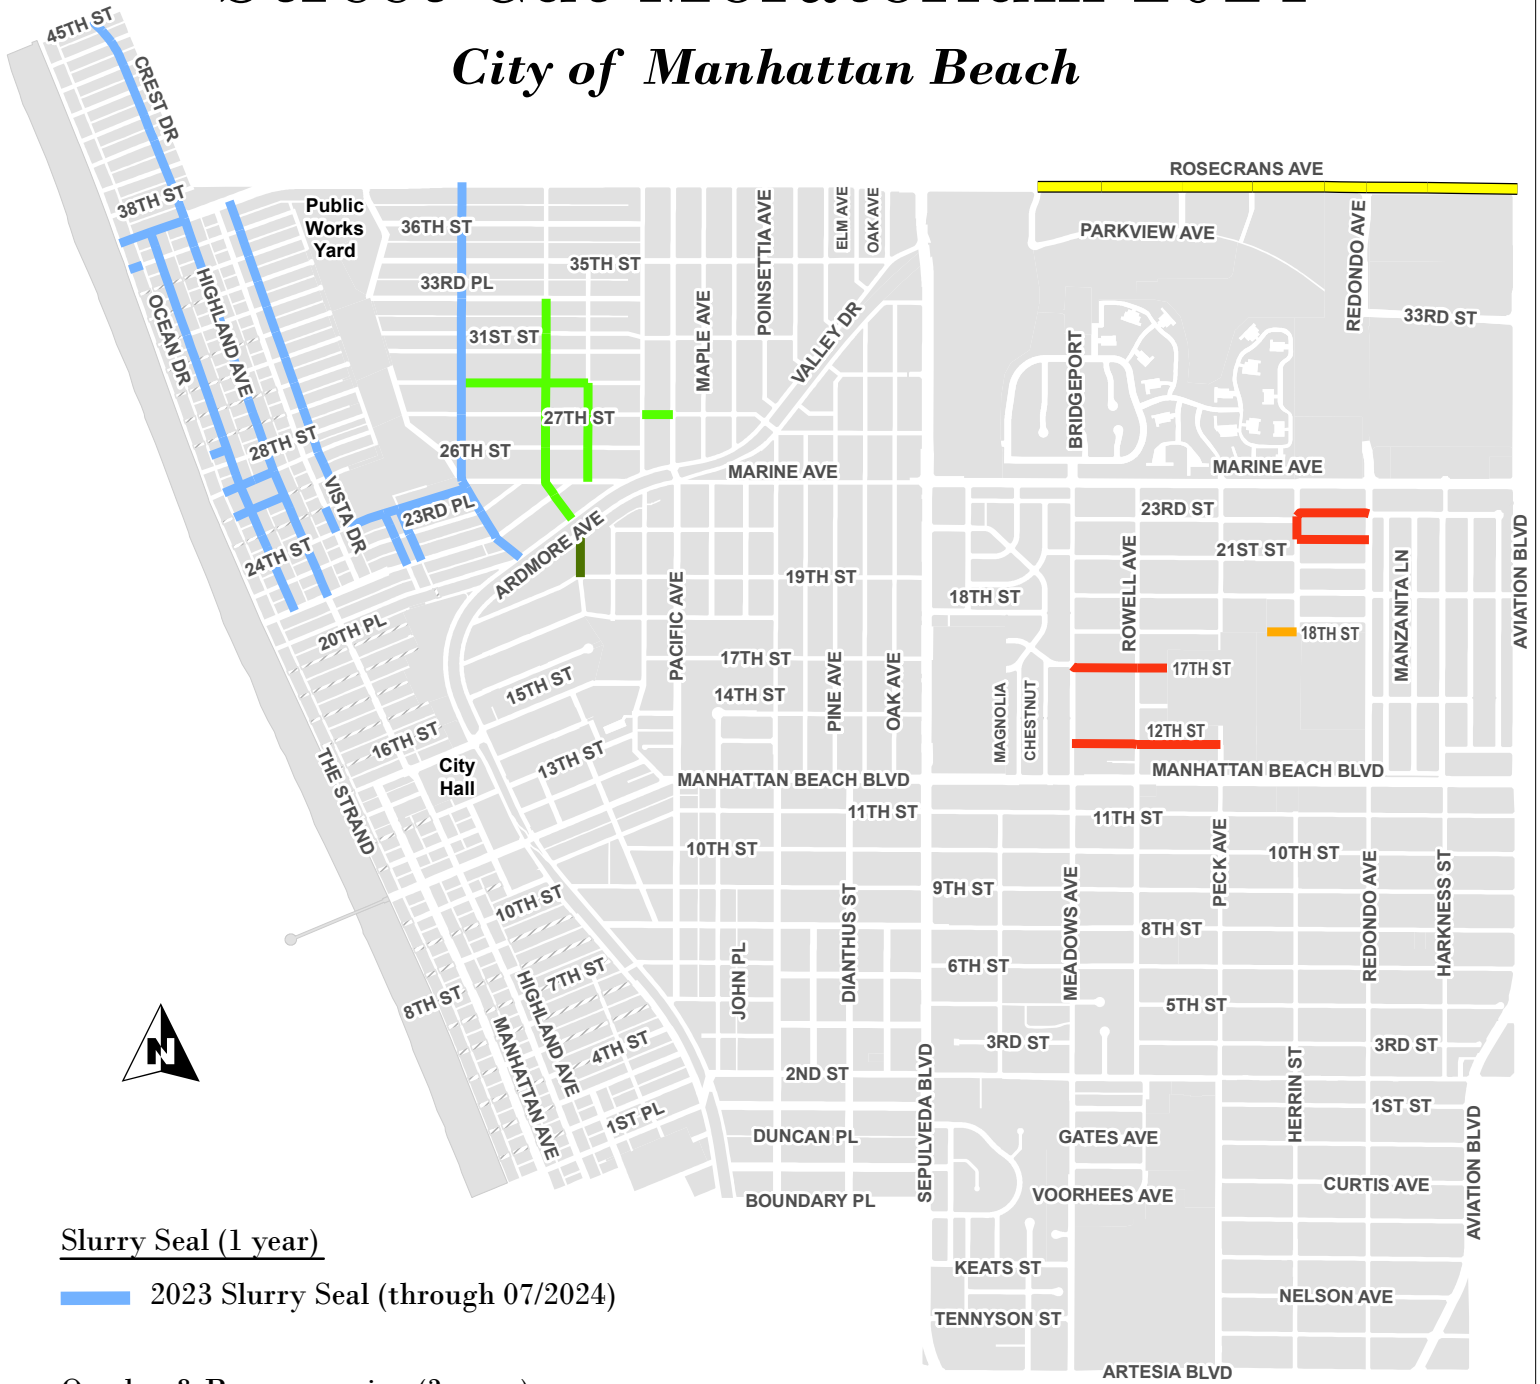 City of Manhattan Beach
45TH ST
CREST DR
ROSECRANS AVE
38TH ST
Public
Works
Yard
36TH ST
POINSETTIA AVE
ELM AVE
OAK AVE
PARKVIEW AVE
REDONDO AVE
35TH ST
33RD PL
HIGHLAND AVE
OCEAN DR
31ST ST
MAPLE AVE
VALLEY DR
BRIDGEPORT
33RD ST
27TH ST
28TH ST
26TH ST
MARINE AVE
MARINE AVE
VISTA DR
23RD PL
23RD ST
ARDMORE AVE
24TH ST
21ST ST
AVIATION BLVD
ROWELL AVE
MANZANITA LN
19TH ST
PACIFIC AVE
18TH ST
20TH PL
18TH ST
17TH ST
17TH ST
15TH ST
14TH ST
PINE AVE
OAK AVE
MAGNOLIA
CHESTNUT
16TH ST
12TH ST
City
Hall
13TH ST
MANHATTAN BEACH BLVD
MANHATTAN BEACH BLVD
THE STRAND
11TH ST
11TH ST
10TH ST
PECK AVE
10TH ST
10TH ST
9TH ST
MEADOWS AVE
DIANTHUS ST
REDONDO AVE
HARKNESS ST
8TH ST
JOHN PL
7TH ST
6TH ST
8TH ST
HIGHLAND AVE
5TH ST
MANHATTAN AVE
4TH ST
3RD ST
3RD ST
SEPULVEDA BLVD
2ND ST
HERRIN ST
1ST ST
1ST PL
DUNCAN PL
GATES AVE
AVIATION BLVD
CURTIS AVE
VOORHEES AVE
BOUNDARY PL
N
Slurry Seal (1 year)
KEATS ST
2023 Slurry Seal (through 07/2024)
NELSON AVE
TENNYSON ST
ARTESIA BLVD